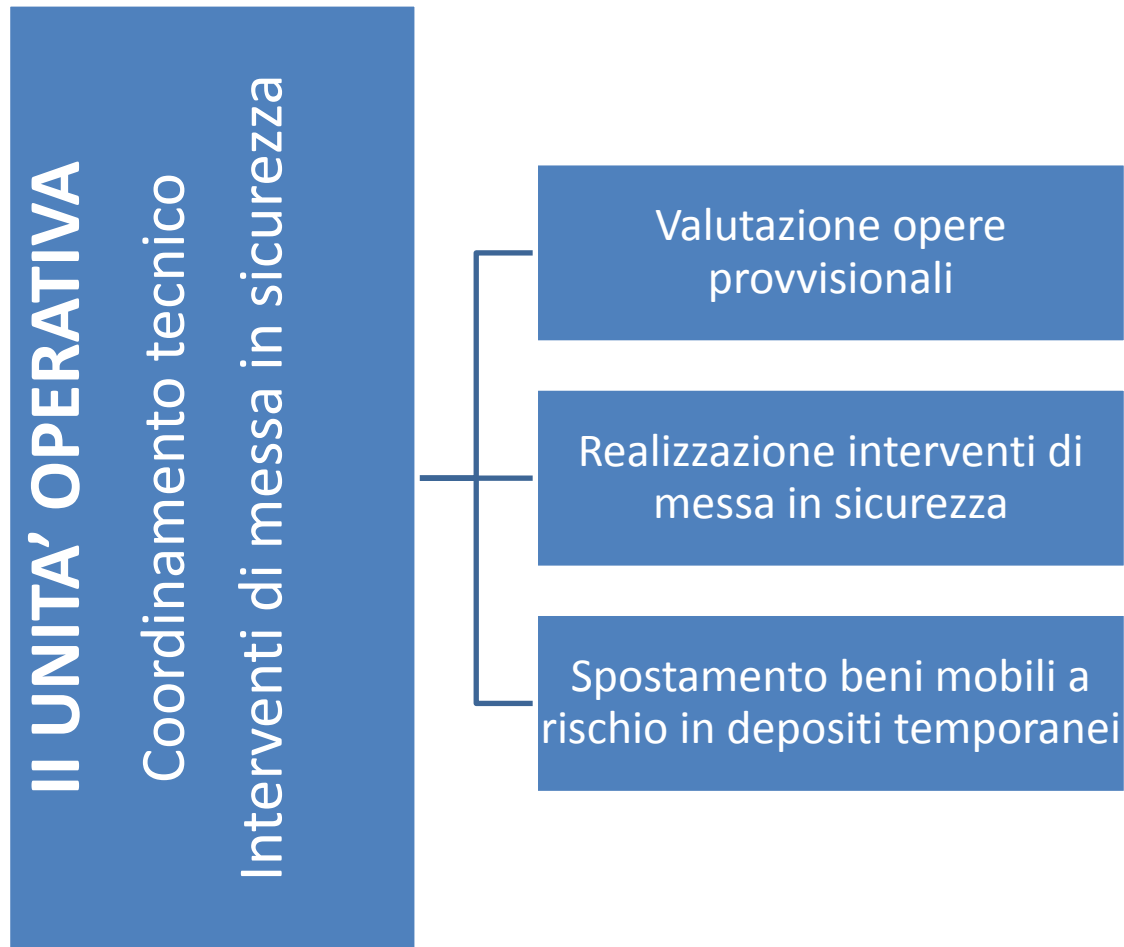 II UNITA’ OPERATIVA
Coordinamento tecnico
Interventi di messa in sicurezza
Valutazione opere
provvisionali
Realizzazione interventi di
messa in sicurezza
Spostamento beni mobili a
rischio in depositi temporanei